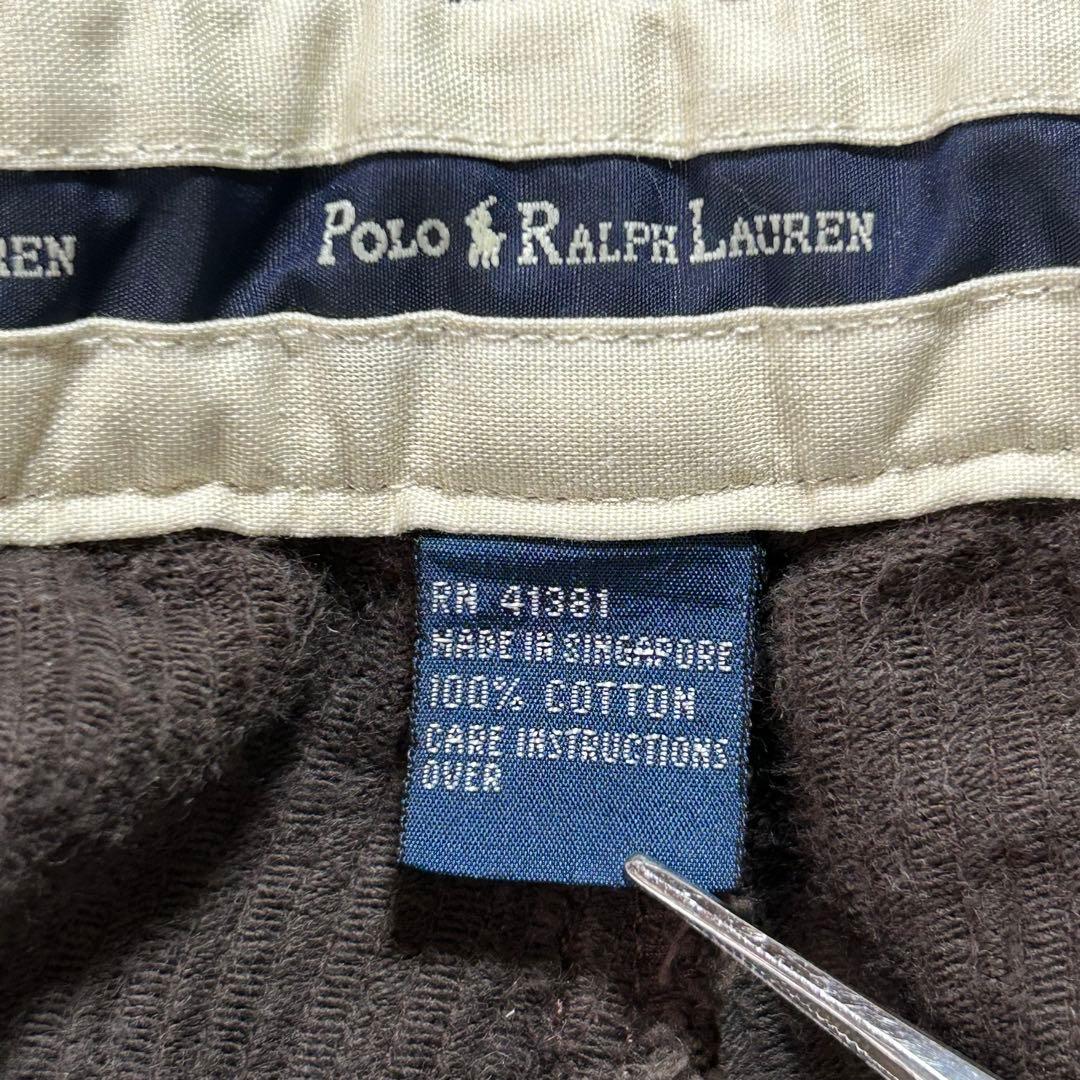 REN POLO RALPH LAUREN
RN 41381
MADE IN SINGAPORE
100% COTTON
CARE INSTRUCTIONS
OVER